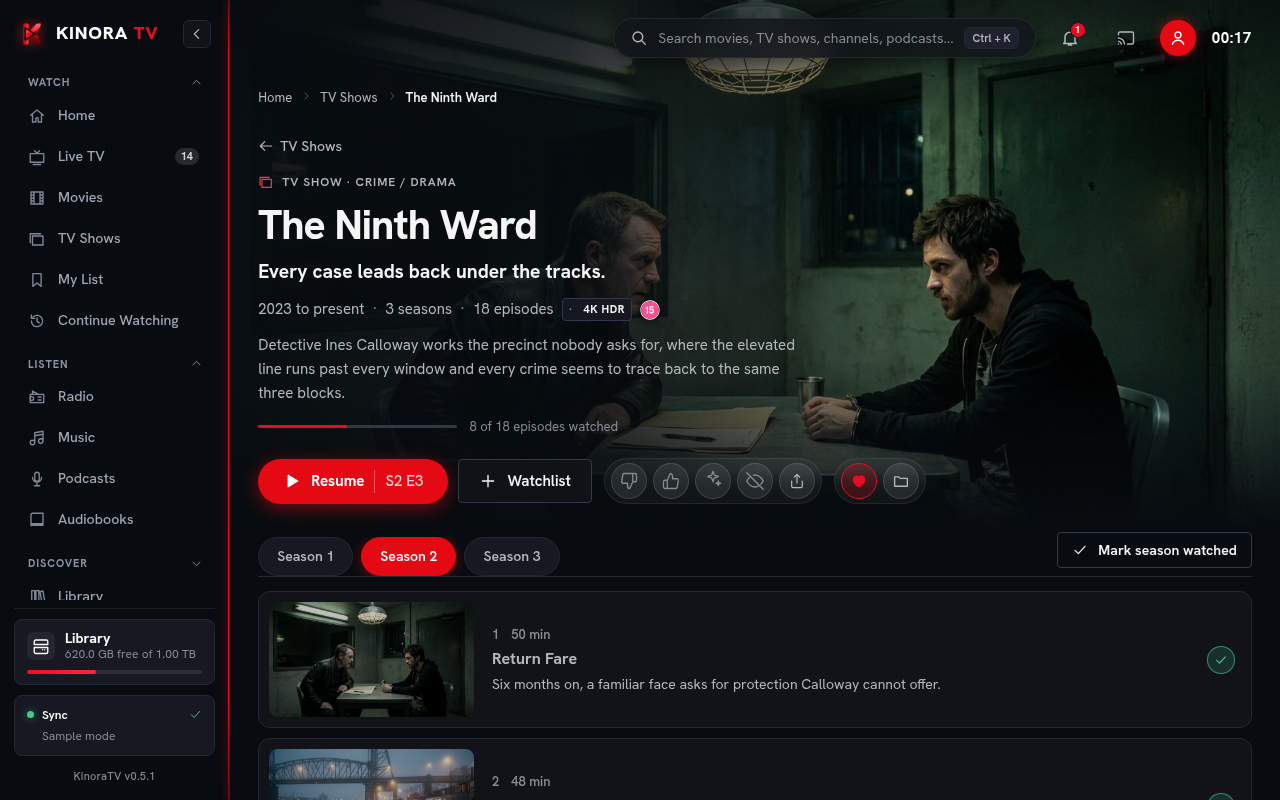 KINORA TV
Search movies, TV shows, channels, podcasts...
Ctrl + K
1
00:17
WATCH
Home
Live TV
14
Movies
TV Shows
My List
Continue Watching
LISTEN
Radio
Music
Podcasts
Audiobooks
DISCOVER
Library
Library
620.0 GB free of 1.00 TB
Sync
Sample mode
KinoraTV v0.5.1
Home
TV Shows
The Ninth Ward
TV Shows
TV SHOW · CRIME / DRAMA
The Ninth Ward
Every case leads back under the tracks.
2023 to present · 3 seasons · 18 episodes · 4K HDR 15
Detective Ines Calloway works the precinct nobody asks for, where the elevated
line runs past every window and every crime seems to trace back to the same
three blocks.
8 of 18 episodes watched
Resume S2 E3
Watchlist
Season 1
Season 2
Season 3
Mark season watched
1 50 min
Return Fare
Six months on, a familiar face asks for protection Calloway cannot offer.
2 48 min